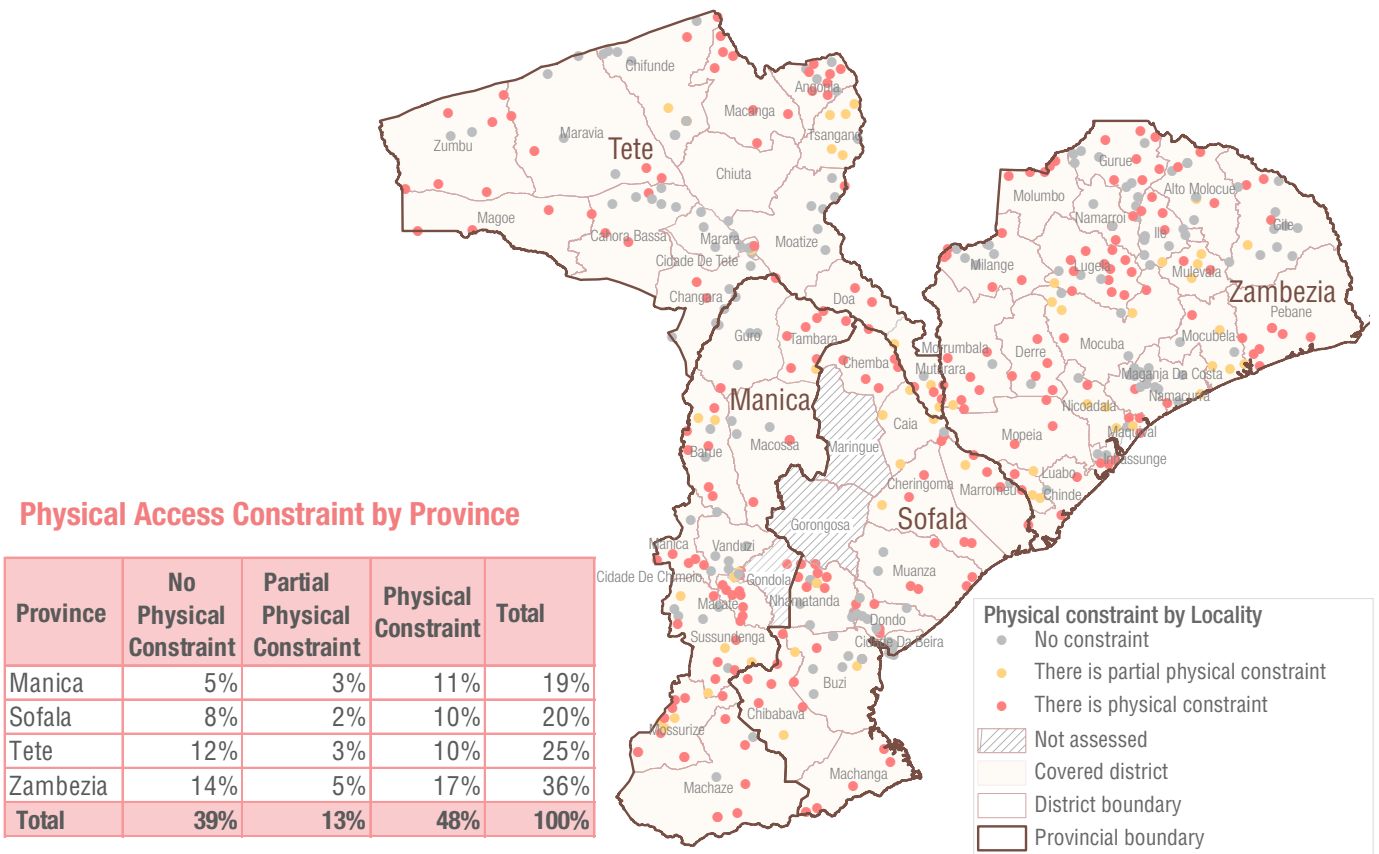 Chifunde
Angonia
Macanga
Tsangano
Zumbu
Maravia
Tete
Chiuta
Magoe
Cahora Bassa
Marara
Moatize
Cidade De Tete
Changara
Doa
Gurue
Molumbo
Alto Molocue
Namarroi
Ile
Gile
Milange
Lugela
Mulevala
Zambezia
Pebane
Guro
Tambara
Chemba
Morrumbala
Mutarara
Derre
Mocuba
Mocubela
Maganja Da Costa
Namacurra
Nicoadala
Manica
Caia
Mopeia
Maquival
Inhassunge
Barue
Macossa
Maringue
Luabo
Cheringoma
Marromeu
Chinde
Physical Access Constraint by Province
Gorongosa
Sofala
Manica
Vanduzi
Cidade De Chimoio
Gondola
Muanza
Macate
Nhamatanda
Dondo
Sussundenga
Cidade Da Beira
Buzi
Chibabava
Mossurize
Machaze
Machanga
Province
No Physical Constraint
Partial Physical Constraint
Physical Constraint
Total
Manica 5% 3% 11% 19%
Sofala 8% 2% 10% 20%
Tete 12% 3% 10% 25%
Zambezia 14% 5% 17% 36%
Total 39% 13% 48% 100%
Physical constraint by Locality
No constraint
There is partial physical constraint
There is physical constraint
Not assessed
Covered district
District boundary
Provincial boundary